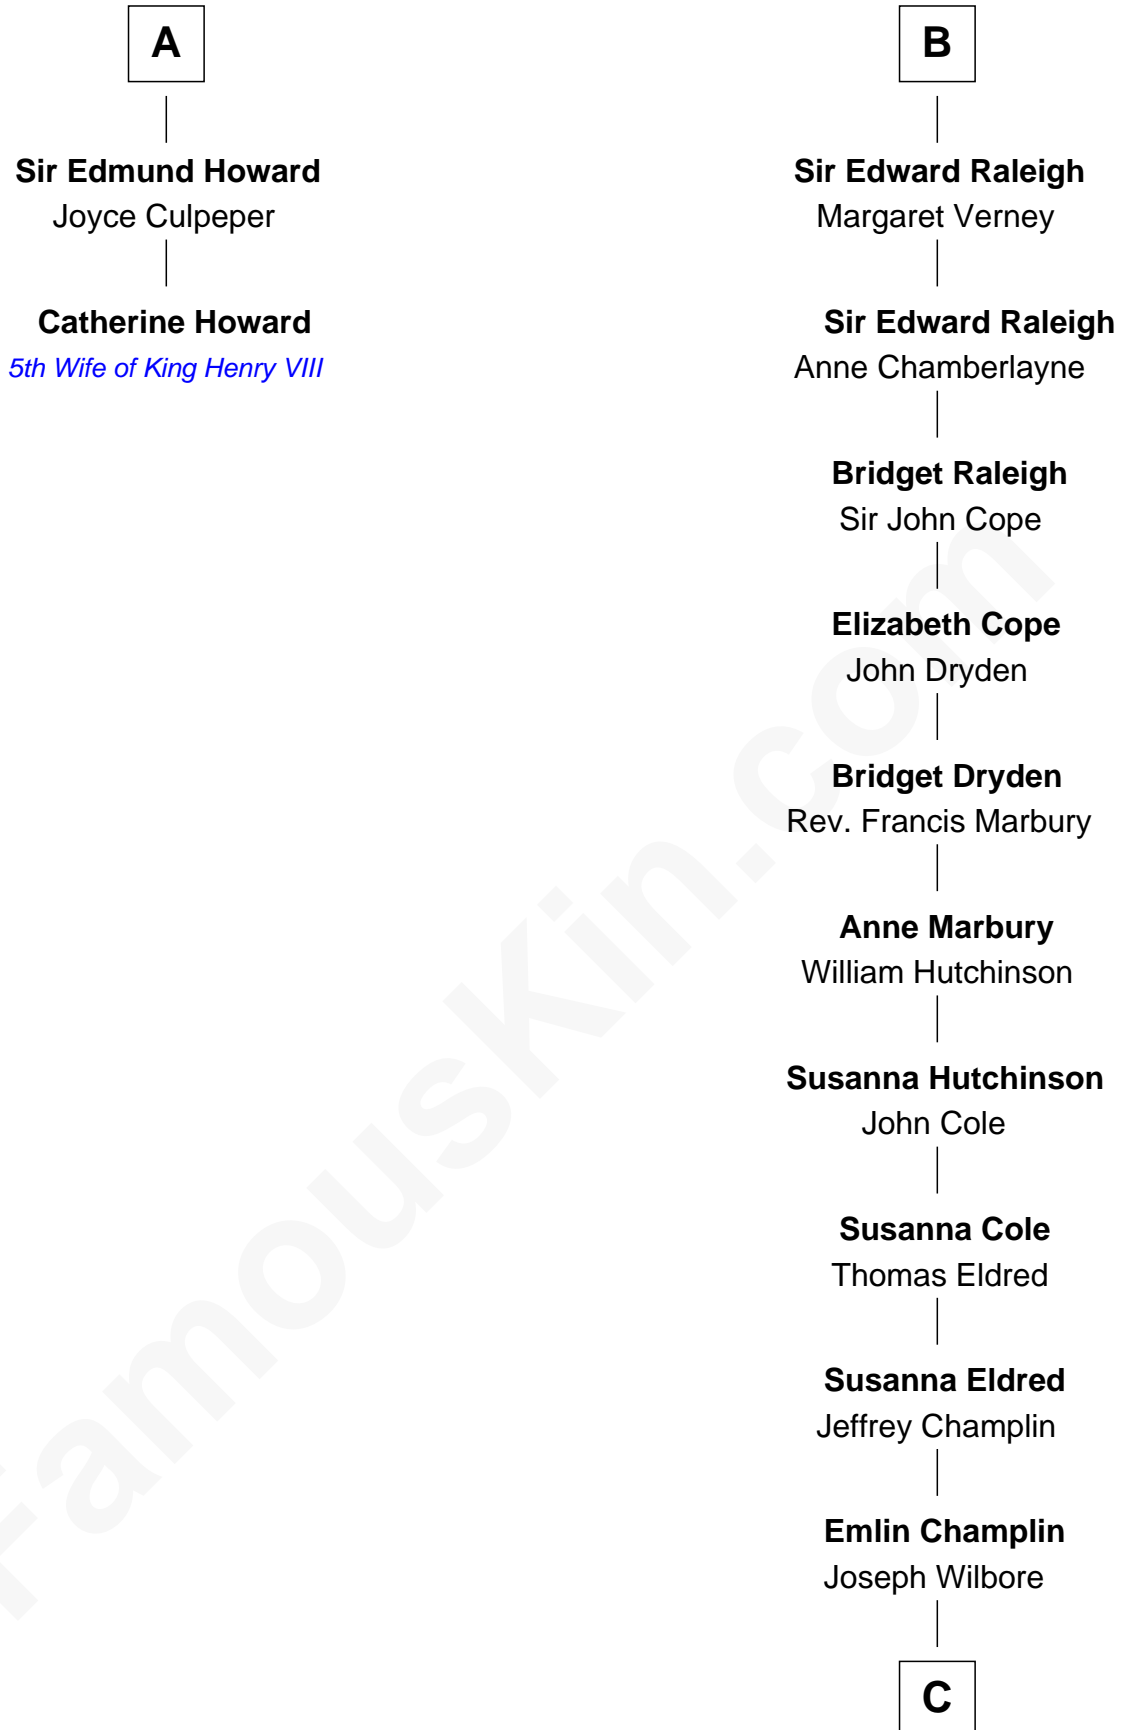 A
Sir Edmund Howard
Joyce Culpeper
Catherine Howard
5th Wife of King Henry VIII
B
Sir Edward Raleigh
Margaret Verney
Sir Edward Raleigh
Anne Chamberlayne
Bridget Raleigh
Sir John Cope
Elizabeth Cope
John Dryden
Bridget Dryden
Rev. Francis Marbury
Anne Marbury
William Hutchinson
Susanna Hutchinson
John Cole
Susanna Cole
Thomas Eldred
Susanna Eldred
Jeffrey Champlin
Emlin Champlin
Joseph Wilbore
C
FamousKin.com